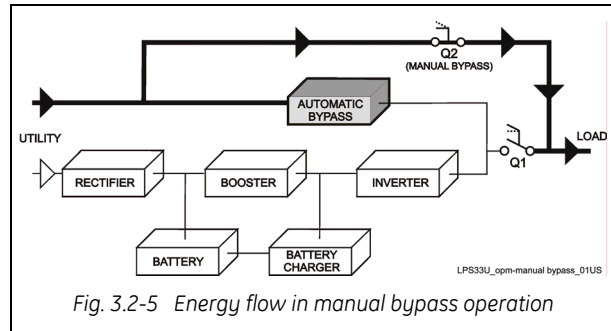 Q2
(MANUAL BYPASS)
AUTOMATIC
BYPASS
UTILITY
LOAD
Q1
RECTIFIER
BOOSTER
INVERTER
BATTERY
BATTERY
CHARGER
LPS33U_opm-manual bypass_01US
Fig. 3.2-5 Energy flow in manual bypass operation